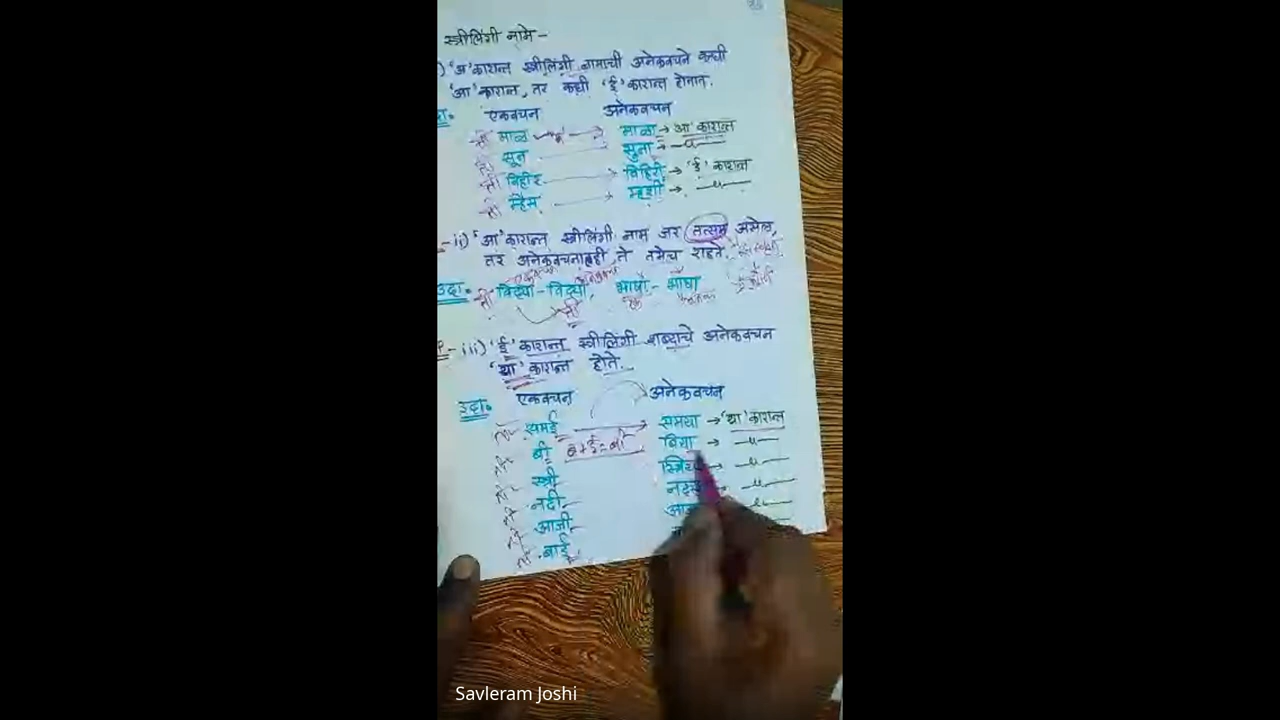 स्त्रीलिंगी नामे -
'अ' कारान्त स्त्रीलिंगी नामाची अनेकवचने कधी
'आ' कारान्त, तर कधी 'ई' कारान्त होतात.
एकवचन अनेकवचन
माळ माळा → 'आ' कारान्त
सून सुना →
विहीर विहिरी → 'ई' कारान्त
म्हैस म्हशी →
ii) 'आ' कारान्त स्त्रीलिंगी नाम जर तत्सम असेल,
तर अनेकवचनातही ते तसेच राहते.
उदा. विद्या - विद्या, भाषा - भाषा
iii) 'ई' कारान्त स्त्रीलिंगी शब्दाचे अनेकवचन
'या' कारान्त होते.
उदा. एकवचन अनेकवचन
समई समया → 'या' कारान्त
बी ब + ई = बी बिया →
स्त्री
नदी
आजी
बाई
Savleram Joshi